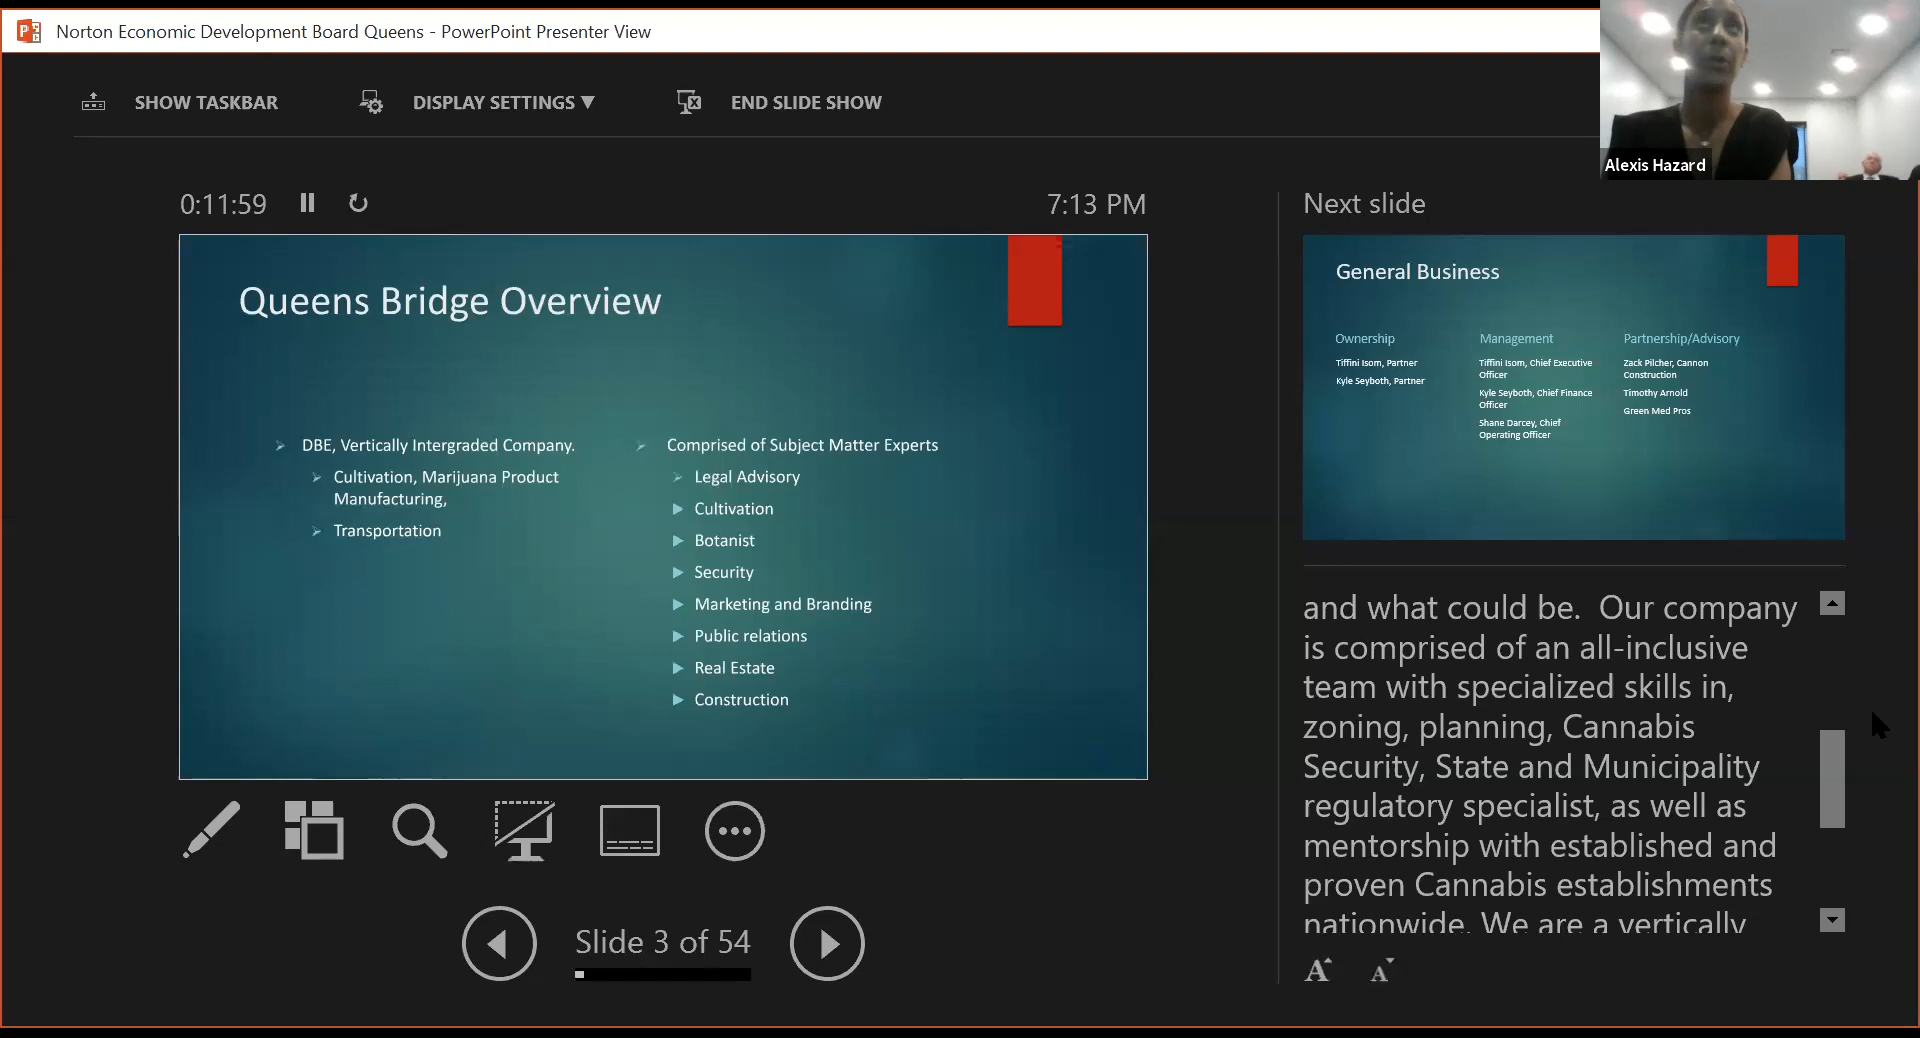 Norton Economic Development Board Queens - PowerPoint Presenter View
SHOW TASKBAR
DISPLAY SETTINGS ▼
END SLIDE SHOW
Alexis Hazard
0:11:59
7:13 PM
Queens Bridge Overview
DBE, Vertically Intergraded Company.
Cultivation, Marijuana Product
Manufacturing,
Transportation
Comprised of Subject Matter Experts
Legal Advisory
Cultivation
Botanist
Security
Marketing and Branding
Public relations
Real Estate
Construction
Slide 3 of 54
Next slide
General Business
Ownership
Tiffini Isom, Partner
Kyle Seyboth, Partner
Management
Tiffini Isom, Chief Executive
Officer
Kyle Seyboth, Chief Finance
Officer
Shane Darcey, Chief
Operating Officer
Partnership/Advisory
Zack Pilcher, Cannon
Construction
Timothy Arnold
Green Med Pros
and what could be.  Our company
is comprised of an all-inclusive
team with specialized skills in,
zoning, planning, Cannabis
Security, State and Municipality
regulatory specialist, as well as
mentorship with established and
proven Cannabis establishments
nationwide. We are a vertically
A A